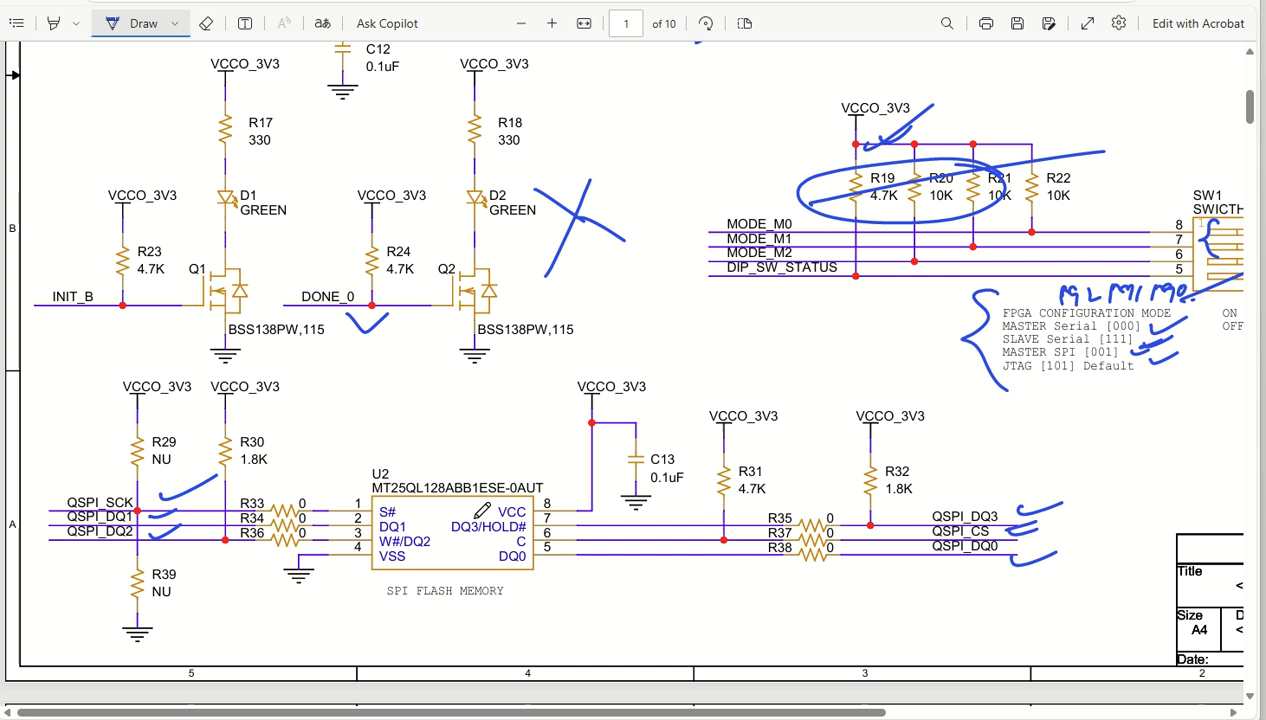 Draw
Ask Copilot
1 of 10
Edit with Acrobat
C12
0.1uF
VCCO_3V3
VCCO_3V3
R17
330
R18
330
VCCO_3V3
VCCO_3V3
D1
GREEN
D2
GREEN
R23
4.7K
R24
4.7K
Q1
Q2
INIT_B
DONE_0
BSS138PW,115
BSS138PW,115
VCCO_3V3
R19
4.7K
R20
10K
R21
10K
R22
10K
SW1
SWICTH
MODE_M0
MODE_M1
MODE_M2
DIP_SW_STATUS
8
7
6
5
1
M2 M1 M0
FPGA CONFIGURATION MODE
MASTER Serial [000]
SLAVE Serial [111]
MASTER SPI [001]
JTAG [101] Default
ON
OFF
B
VCCO_3V3
VCCO_3V3
R29
NU
R30
1.8K
QSPI_SCK
QSPI_DQ1
QSPI_DQ2
R33 0
R34 0
R36 0
R39
NU
U2
MT25QL128ABB1ESE-0AUT
1 S#
2 DQ1
3 W#/DQ2
4 VSS
VCC 8
DQ3/HOLD# 7
C 6
DQ0 5
SPI FLASH MEMORY
VCCO_3V3
C13
0.1uF
VCCO_3V3
R31
4.7K
VCCO_3V3
R32
1.8K
R35 0
R37 0
R38 0
QSPI_DQ3
QSPI_CS
QSPI_DQ0
A
Title
<
Size
A4
D
<
Date:
5
4
3
2